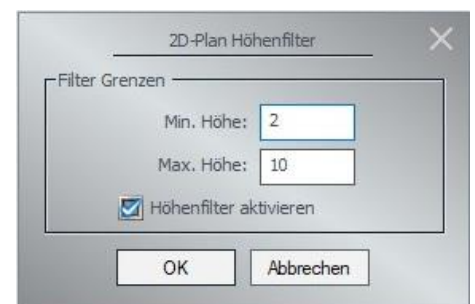 2D-Plan Höhenfilter
Filter Grenzen
Min. Höhe: 2
Max. Höhe: 10
Höhenfilter aktivieren
OK Abbrechen